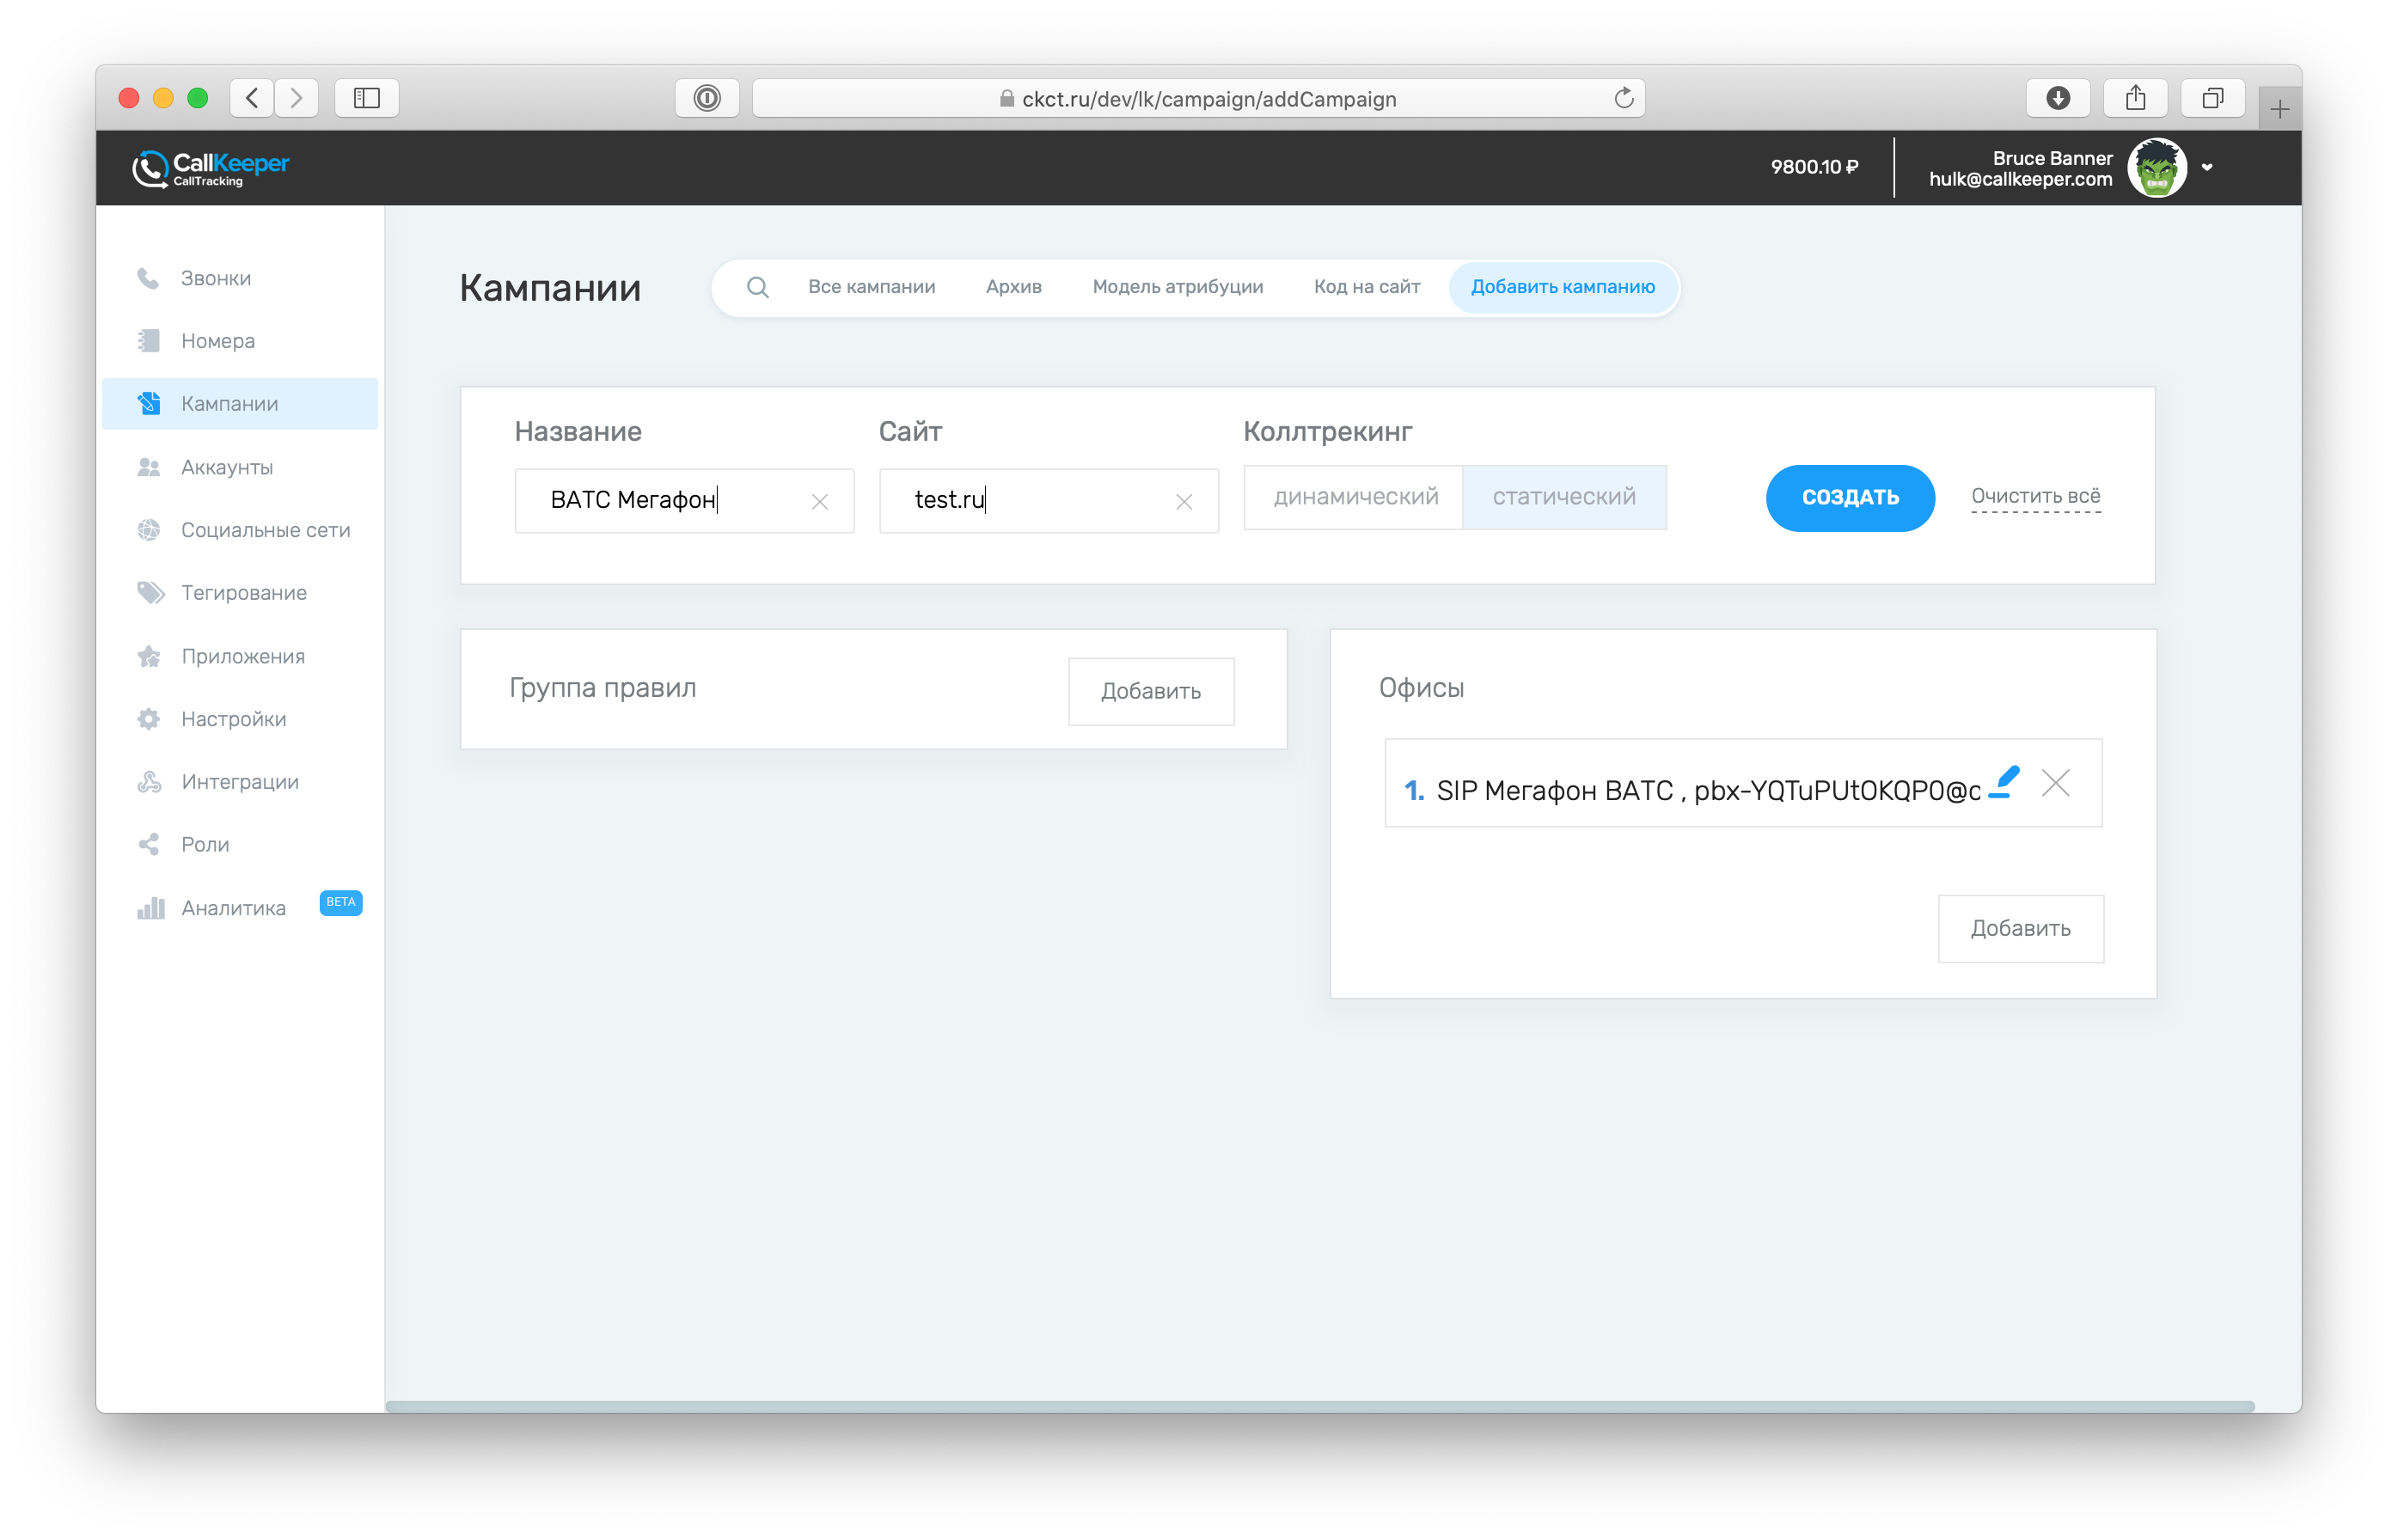 ckct.ru/dev/lk/campaign/addCampaign
CallKeeper
CallTracking
9800.10 ₽
Bruce Banner
hulk@callkeeper.com
Звонки
Номера
Кампании
Аккаунты
Социальные сети
Тегирование
Приложения
Настройки
Интеграции
Роли
Аналитика BETA
Кампании
Все кампании Архив Модель атрибуции Код на сайт Добавить кампанию
Название Сайт Коллтрекинг
ВАТС Мегафон test.ru динамический статический СОЗДАТЬ Очистить всё
Группа правил Добавить
Офисы
1. SIP Мегафон ВАТС , pbx-YQTuPUtOKQP0@c
Добавить